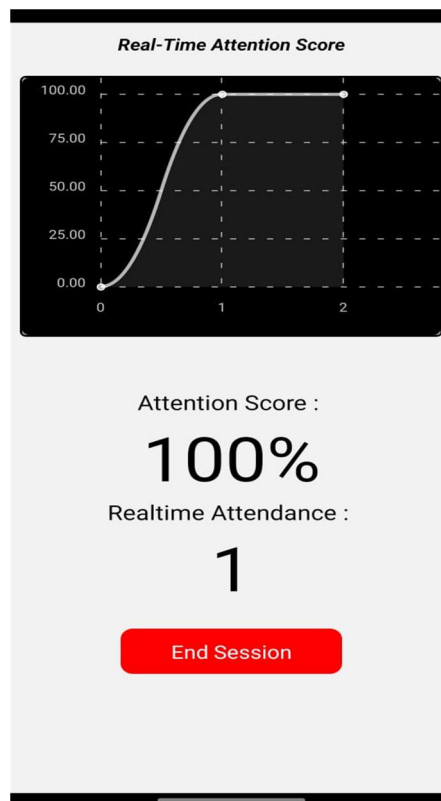 Real-Time Attention Score
100.00
75.00
50.00
25.00
0.00
0 1 2
Attention Score :
100%
Realtime Attendance :
1
End Session